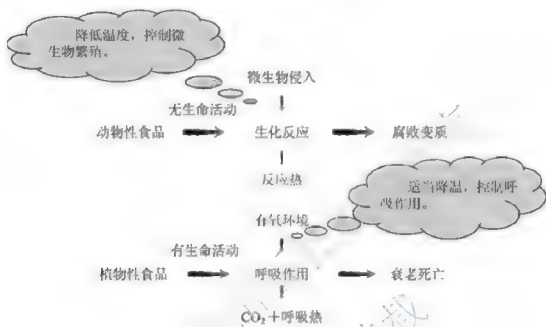 降低温度，控制微
生物繁殖。
微生物侵入
无生命活动
动物性食品
生化反应
腐败变质
反应热
适当降温，控制呼
吸作用。
有氧环境
有生命活动
植物性食品
呼吸作用
衰老死亡
CO₂＋呼吸热